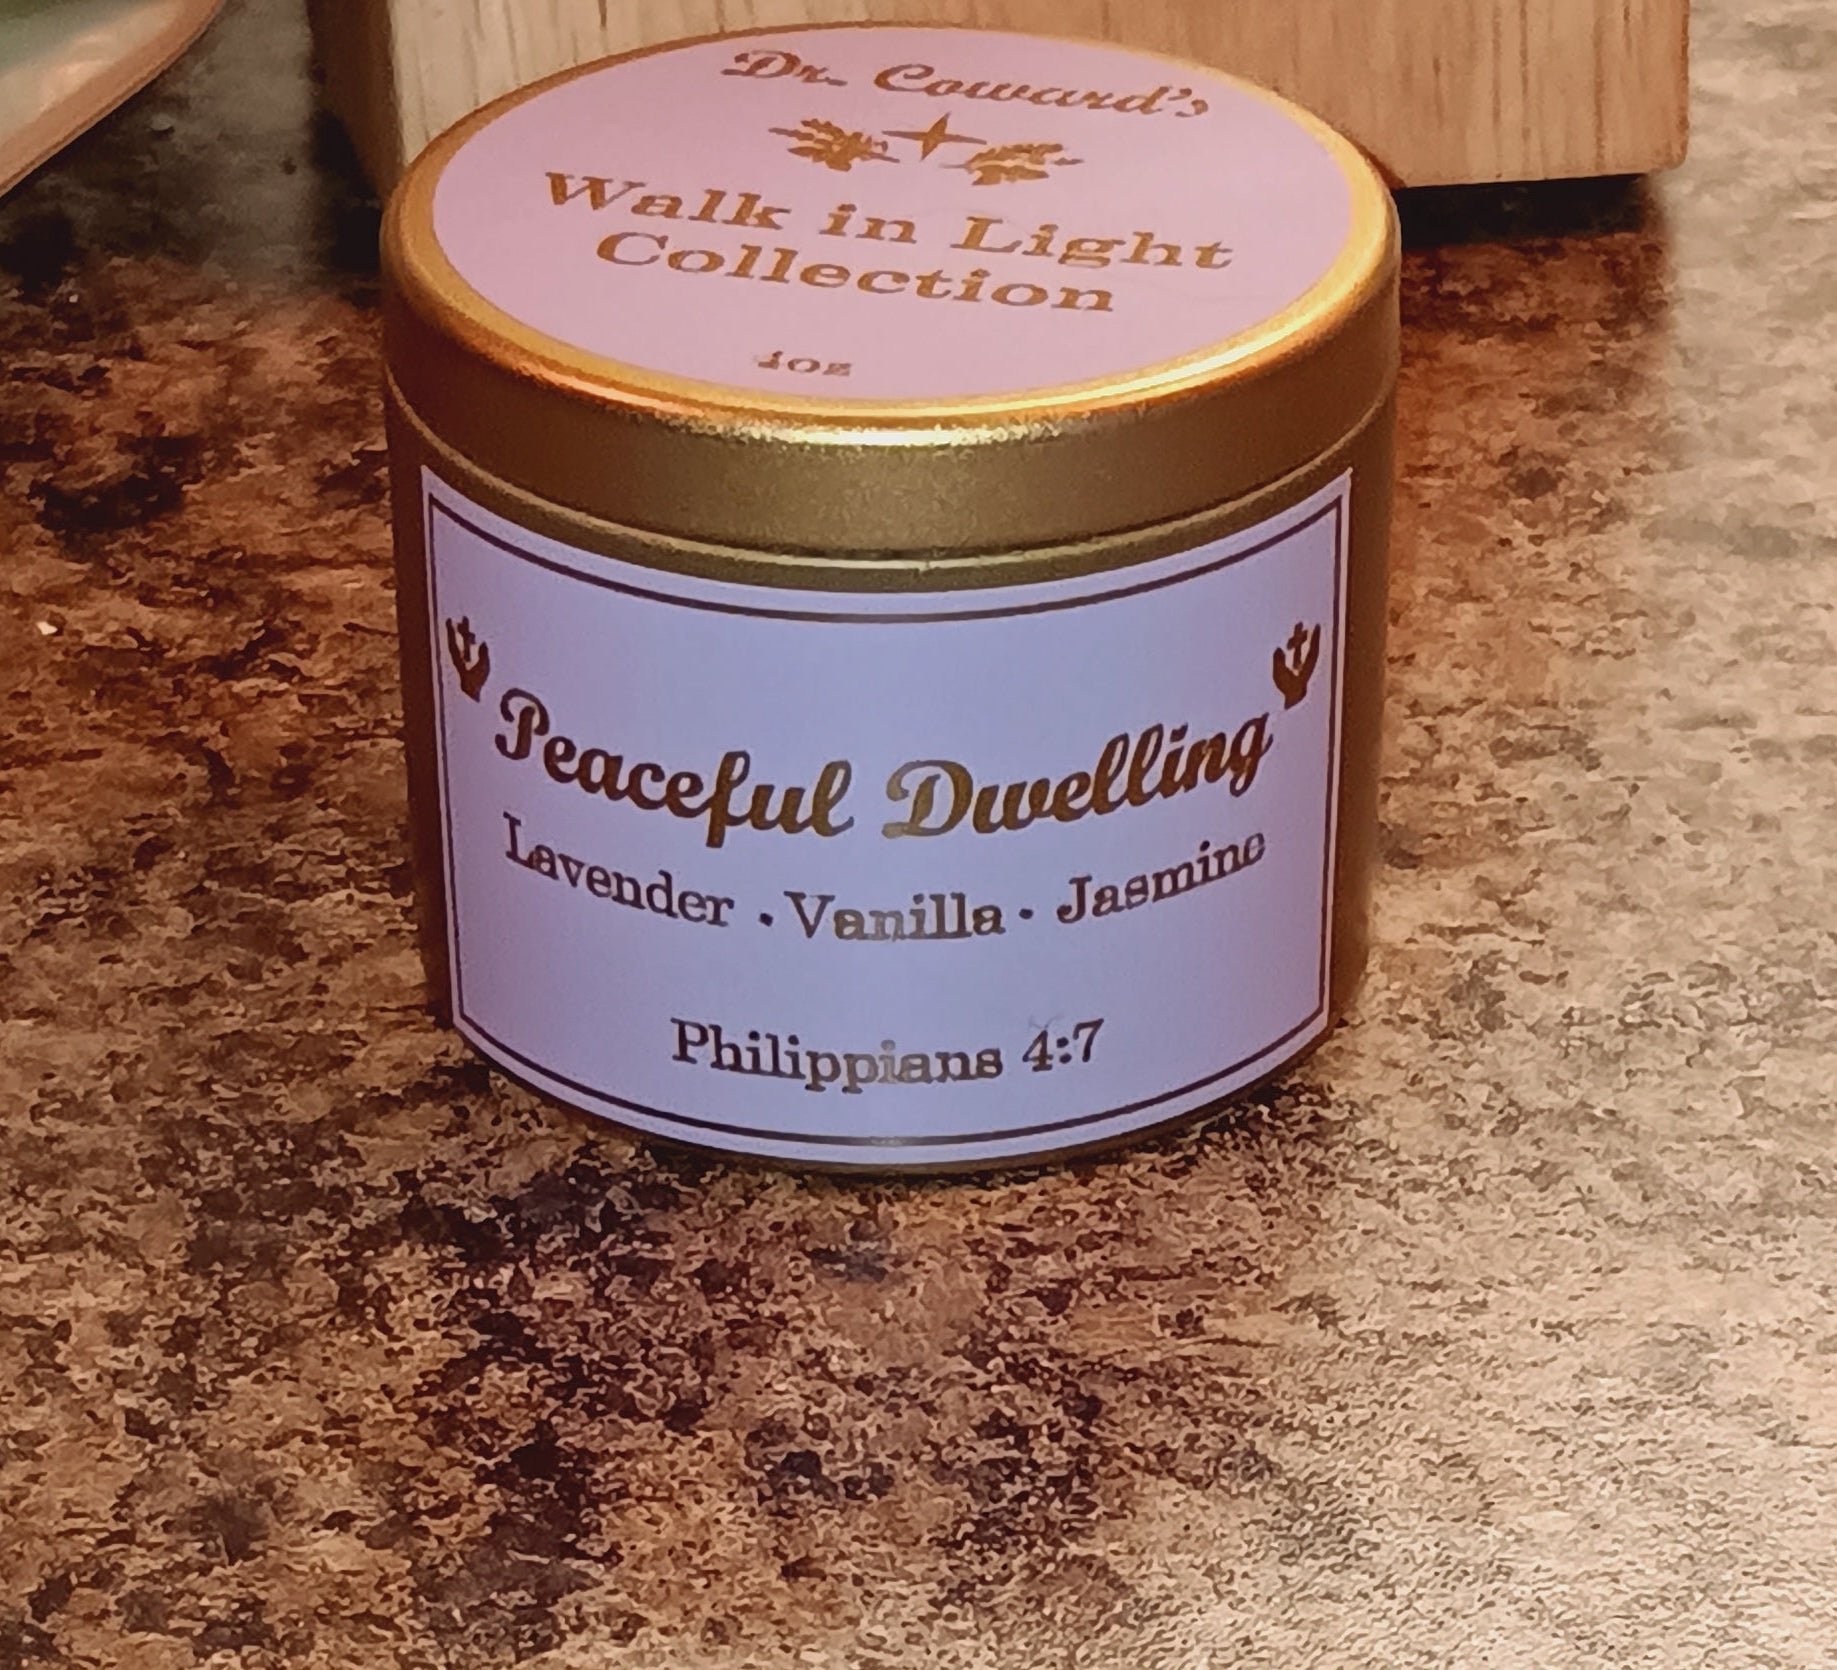 Dr. Coward's
Walk in Light
Collection
4oz
Peaceful Dwelling
Lavender · Vanilla · Jasmine
Philippians 4:7